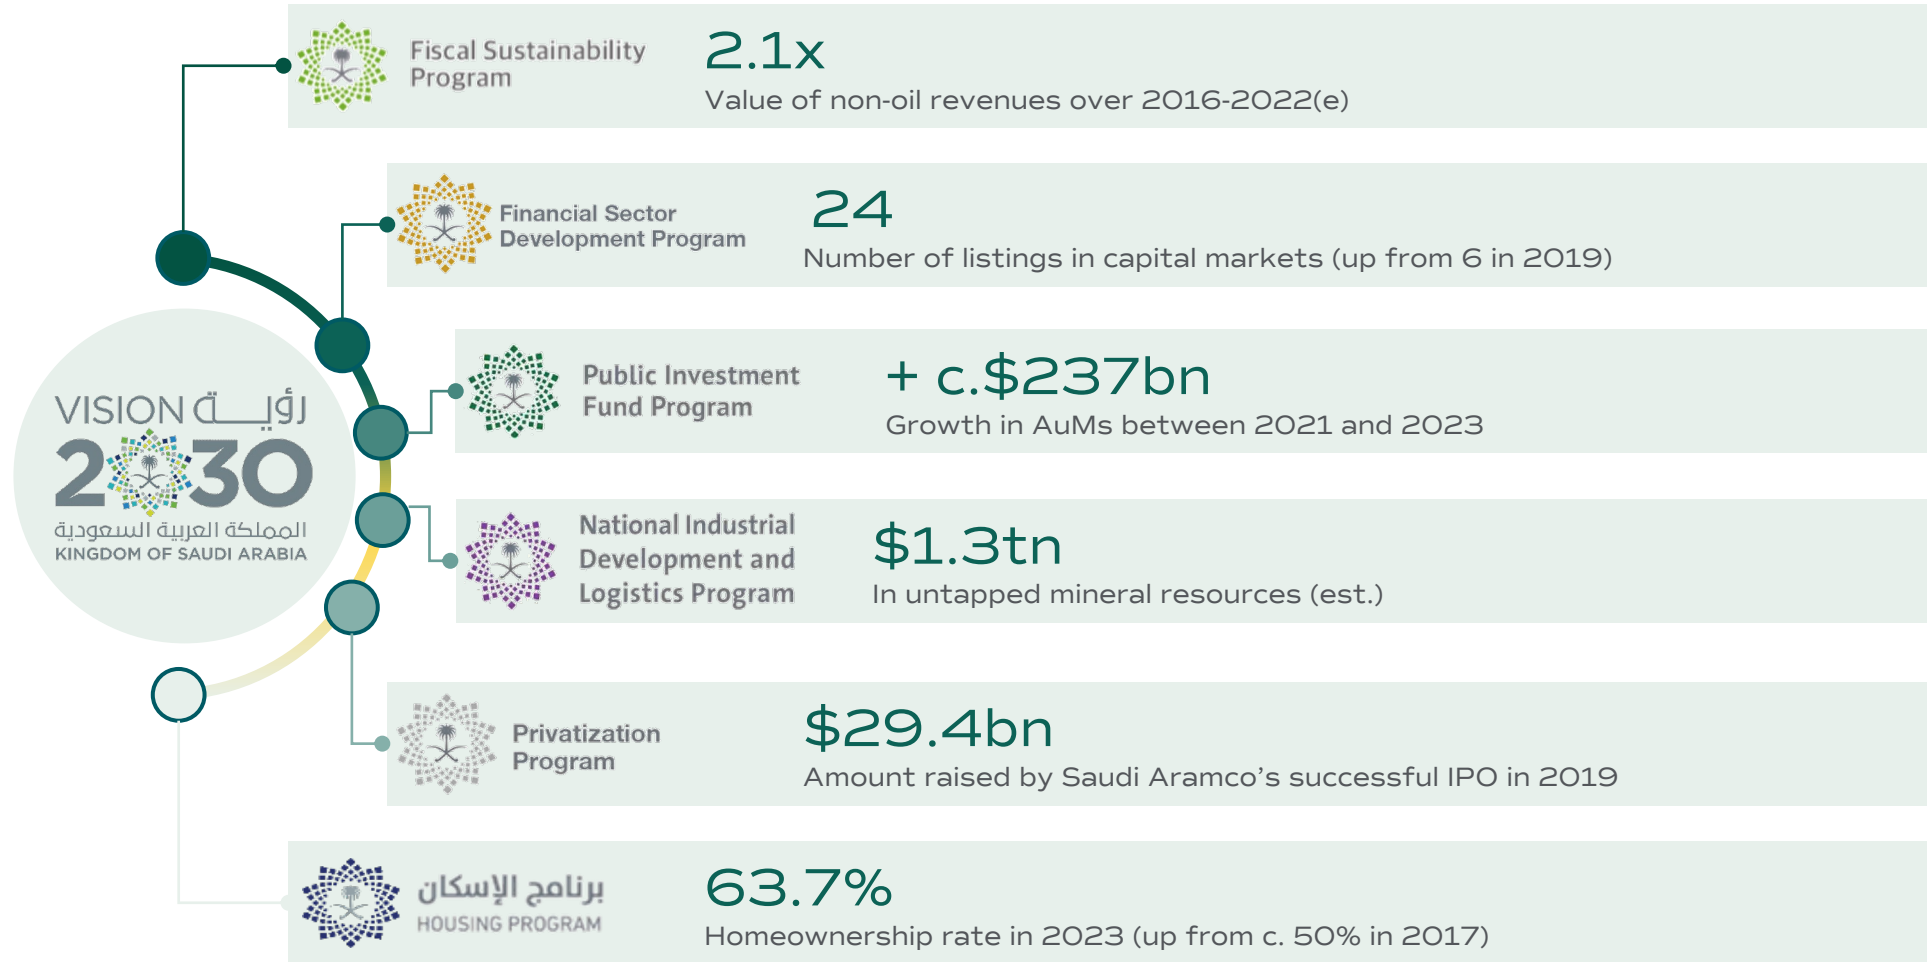 Fiscal Sustainability
Program
2.1x
Value of non-oil revenues over 2016-2022(e)
Financial Sector
Development Program
24
Number of listings in capital markets (up from 6 in 2019)
Public Investment
Fund Program
+ c.$237bn
Growth in AuMs between 2021 and 2023
VISION رؤيــــة
2030
المملكة العربية السعودية
KINGDOM OF SAUDI ARABIA
National Industrial
Development and
Logistics Program
$1.3tn
In untapped mineral resources (est.)
Privatization
Program
$29.4bn
Amount raised by Saudi Aramco’s successful IPO in 2019
برنامج الإسكان
HOUSING PROGRAM
63.7%
Homeownership rate in 2023 (up from c. 50% in 2017)